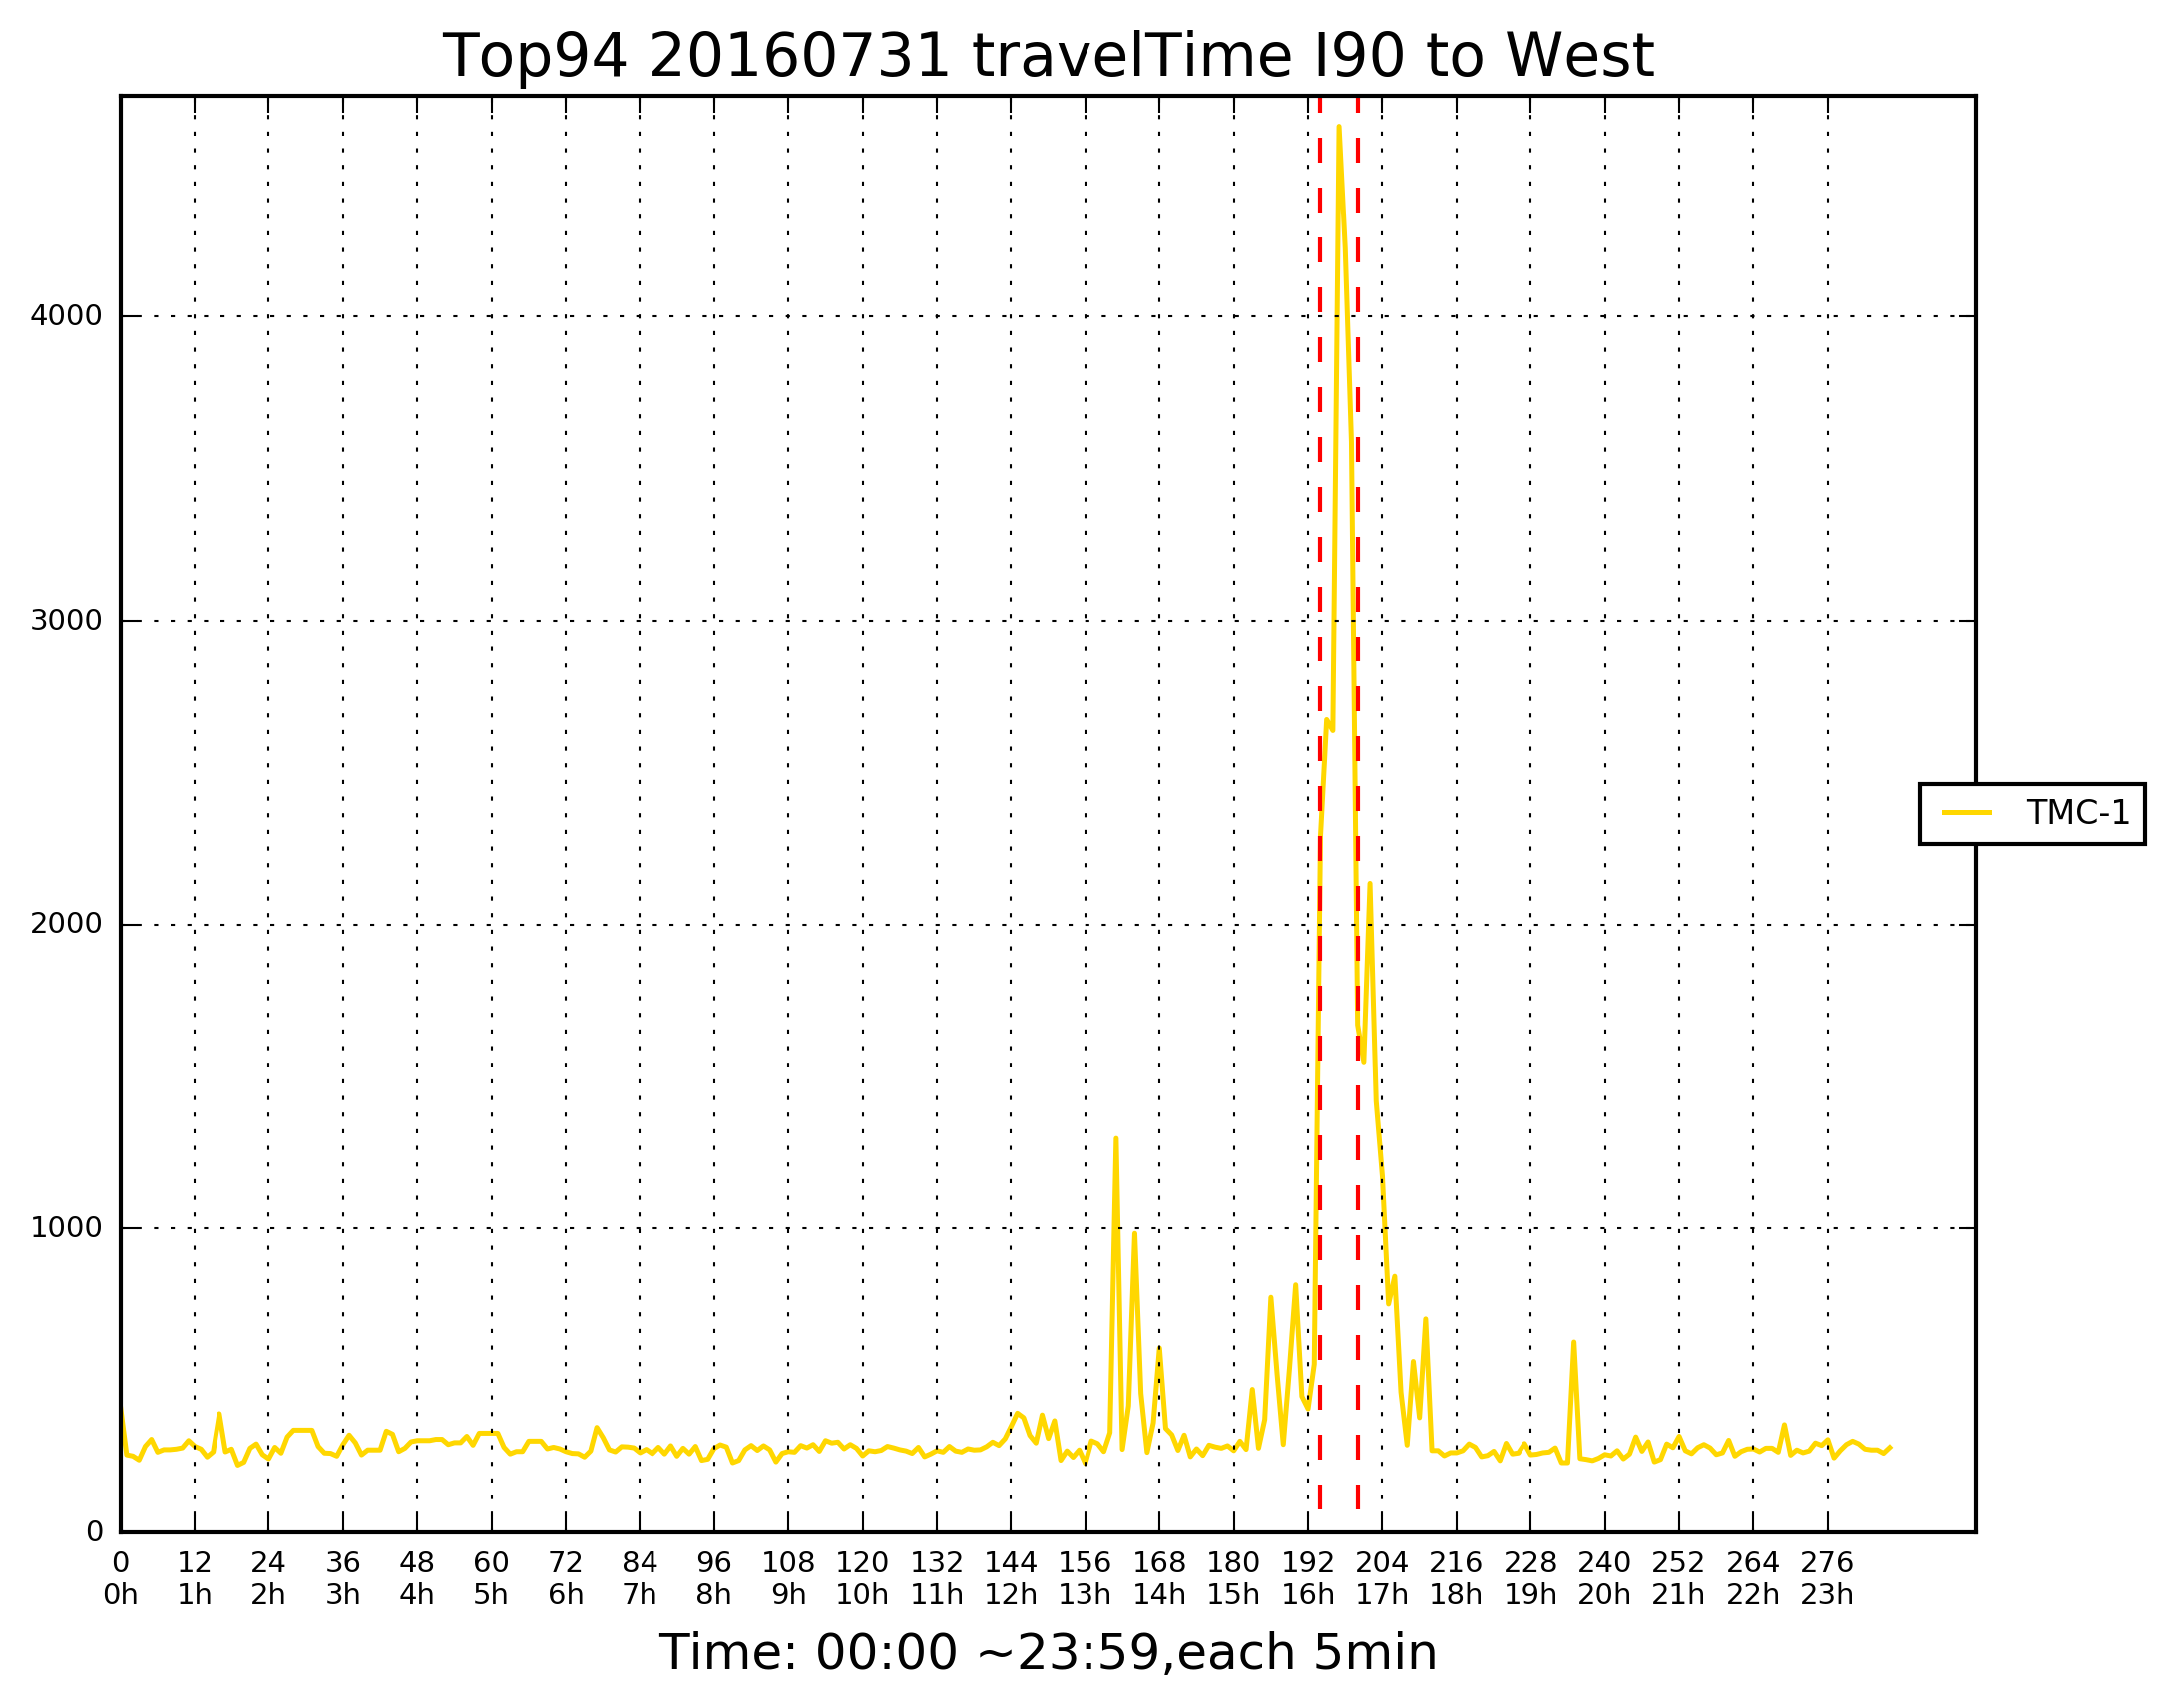 Top94 20160731 travelTime I90 to West
4000
3000
2000
1000
0
TMC-1
0 12 24 36 48 60 72 84 96 108 120 132 144 156 168 180 192 204 216 228 240 252 264 276
0h 1h 2h 3h 4h 5h 6h 7h 8h 9h 10h 11h 12h 13h 14h 15h 16h 17h 18h 19h 20h 21h 22h 23h
Time: 00:00 ~23:59,each 5min